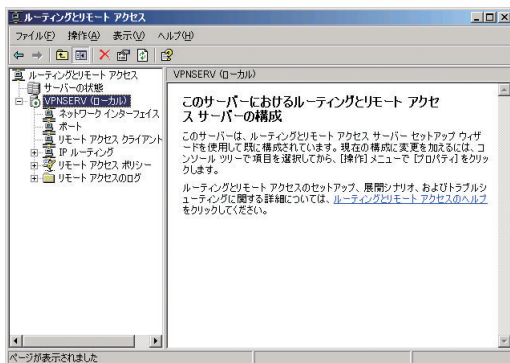 ルーティングとリモート アクセス
ファイル(F) 操作(A) 表示(V) ヘルプ(H)
ルーティングとリモート アクセス
サーバーの状態
VPNSERV (ローカル)
ネットワーク インターフェイス
ポート
リモート アクセス クライアント
IP ルーティング
リモート アクセス ポリシー
リモート アクセスのログ
VPNSERV (ローカル)
このサーバーにおけるルーティングとリモート アクセ
ス サーバーの構成
このサーバーは、ルーティングとリモート アクセス サーバー セットアップ ウィザ
ードを使用して既に構成されています。現在の構成に変更を加えるには、コ
ンソール ツリーで項目を選択してから、[操作] メニューで [プロパティ] をクリッ
クします。
ルーティングとリモート アクセスのセットアップ、展開シナリオ、およびトラブルシ
ューティングに関する詳細については、ルーティングとリモート アクセスのヘルプ
をクリックしてください。
ページが表示されました